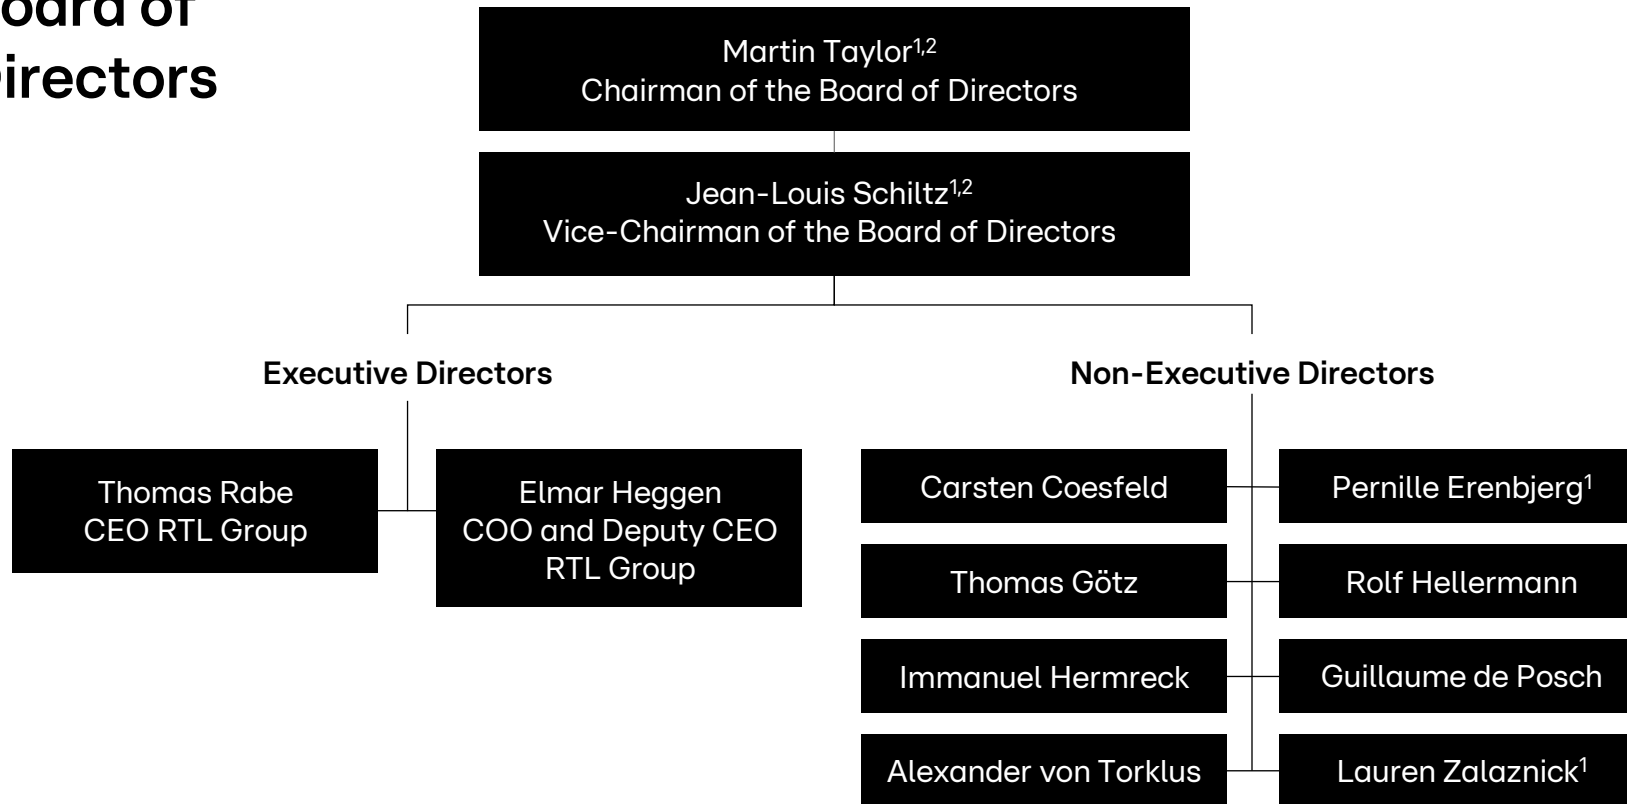 oard of
irectors
Martin Taylor1,2
Chairman of the Board of Directors
Jean-Louis Schiltz1,2
Vice-Chairman of the Board of Directors
Executive Directors
Non-Executive Directors
Thomas Rabe
CEO RTL Group
Elmar Heggen
COO and Deputy CEO
RTL Group
Carsten Coesfeld
Pernille Erenbjerg1
Thomas Götz
Rolf Hellermann
Immanuel Hermreck
Guillaume de Posch
Alexander von Torklus
Lauren Zalaznick1